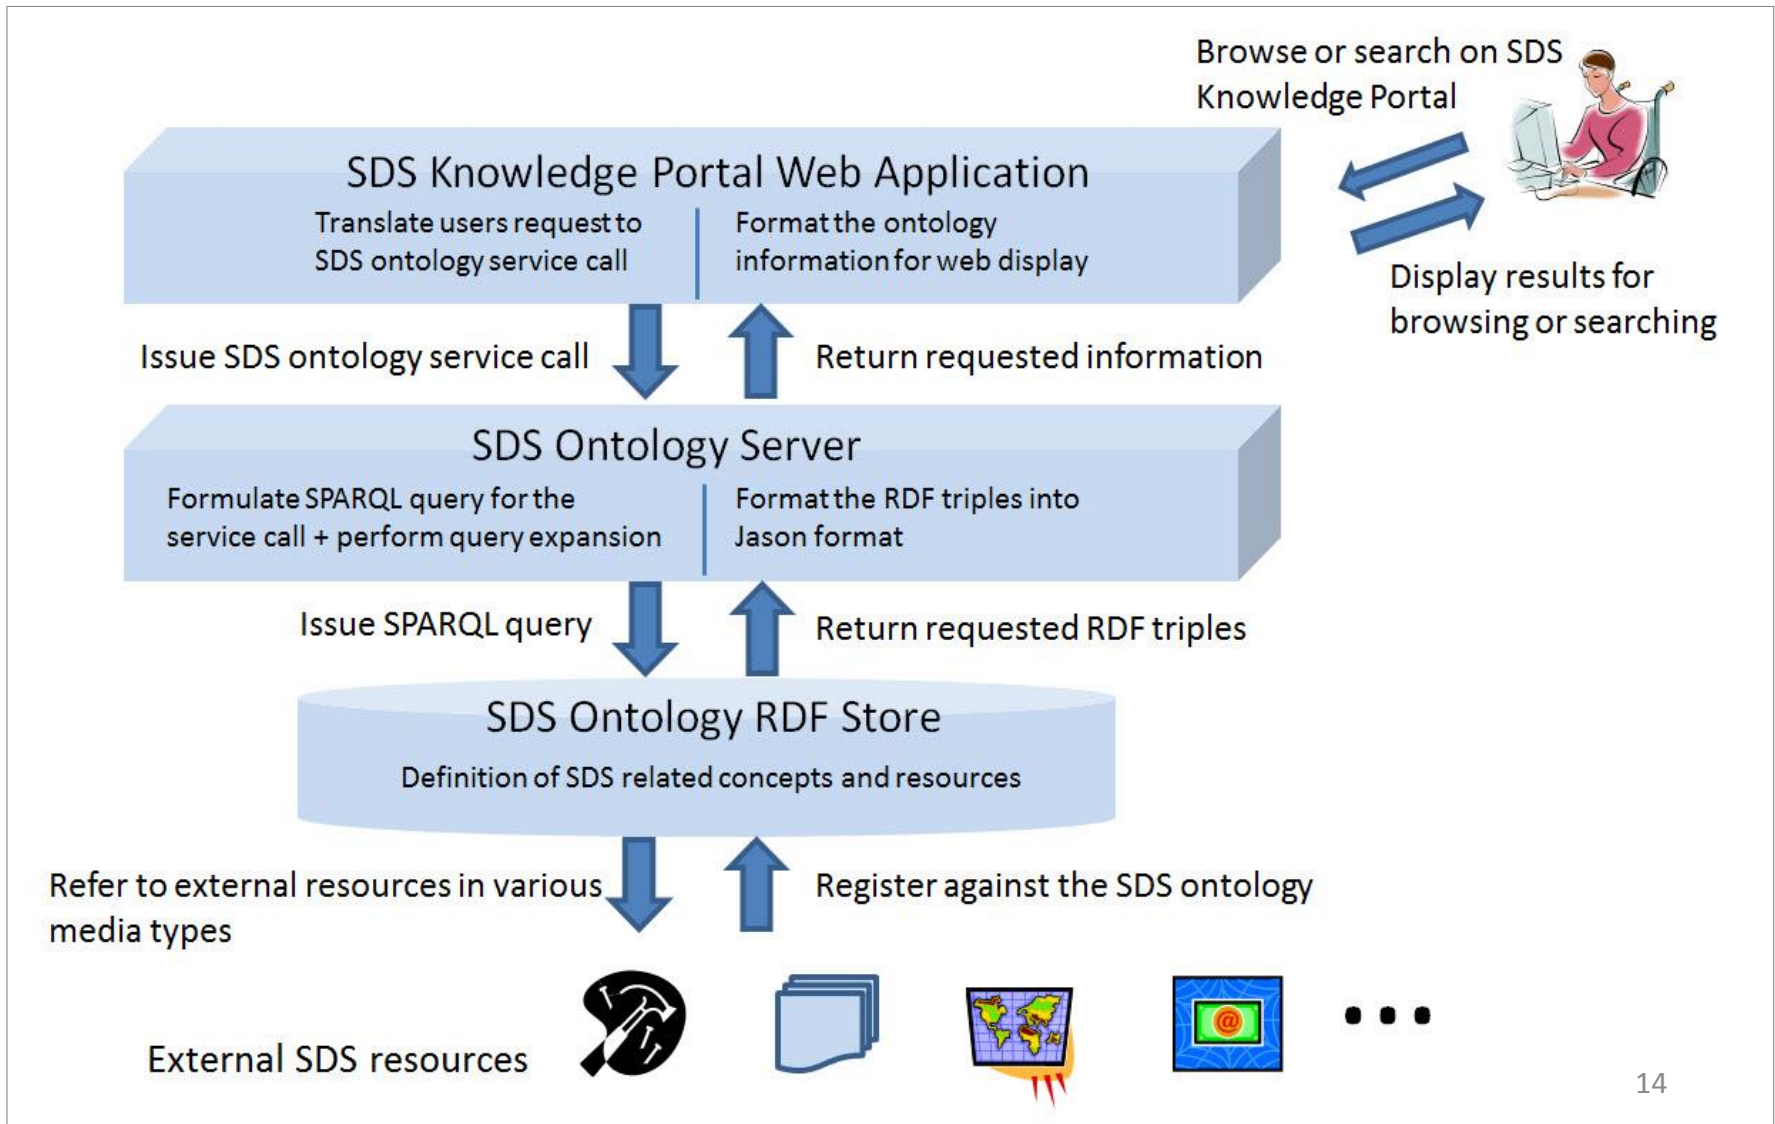 Browse or search on SDS
Knowledge Portal
SDS Knowledge Portal Web Application
Translate users request to
SDS ontology service call
Format the ontology
information for web display
Display results for
browsing or searching
Issue SDS ontology service call
Return requested information
SDS Ontology Server
Formulate SPARQL query for the
service call + perform query expansion
Format the RDF triples into
Jason format
Issue SPARQL query
Return requested RDF triples
SDS Ontology RDF Store
Definition of SDS related concepts and resources
Refer to external resources in various
media types
Register against the SDS ontology
External SDS resources
@
...
14